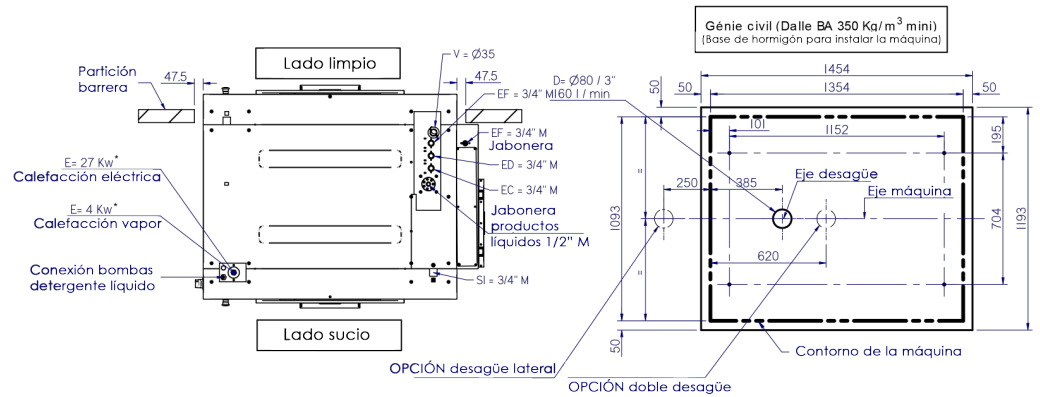 Génie civil (Dalle BA 350 Kg/m³ mini)
(Base de hormigón para instalar la máquina)
Lado limpio
V = Ø35
Partición
barrera
47.5
47.5
D= Ø80 / 3"
160 l / min
EF = 3/4" M
EF = 3/4" M
Jabonera
ED = 3/4" M
EC = 3/4" M
Jabonera
productos
líquidos 1/2" M
SI = 3/4" M
E= 27 Kw*
Calefacción eléctrica
E= 4 Kw*
Calefacción vapor
Conexión bombas
detergente líquido
Lado sucio
1454
50
1354
50
50
101
1152
195
250
385
Eje desagüe
Eje máquina
=
1093
704
1193
620
=
50
Contorno de la máquina
OPCIÓN desagüe lateral
OPCIÓN doble desagüe